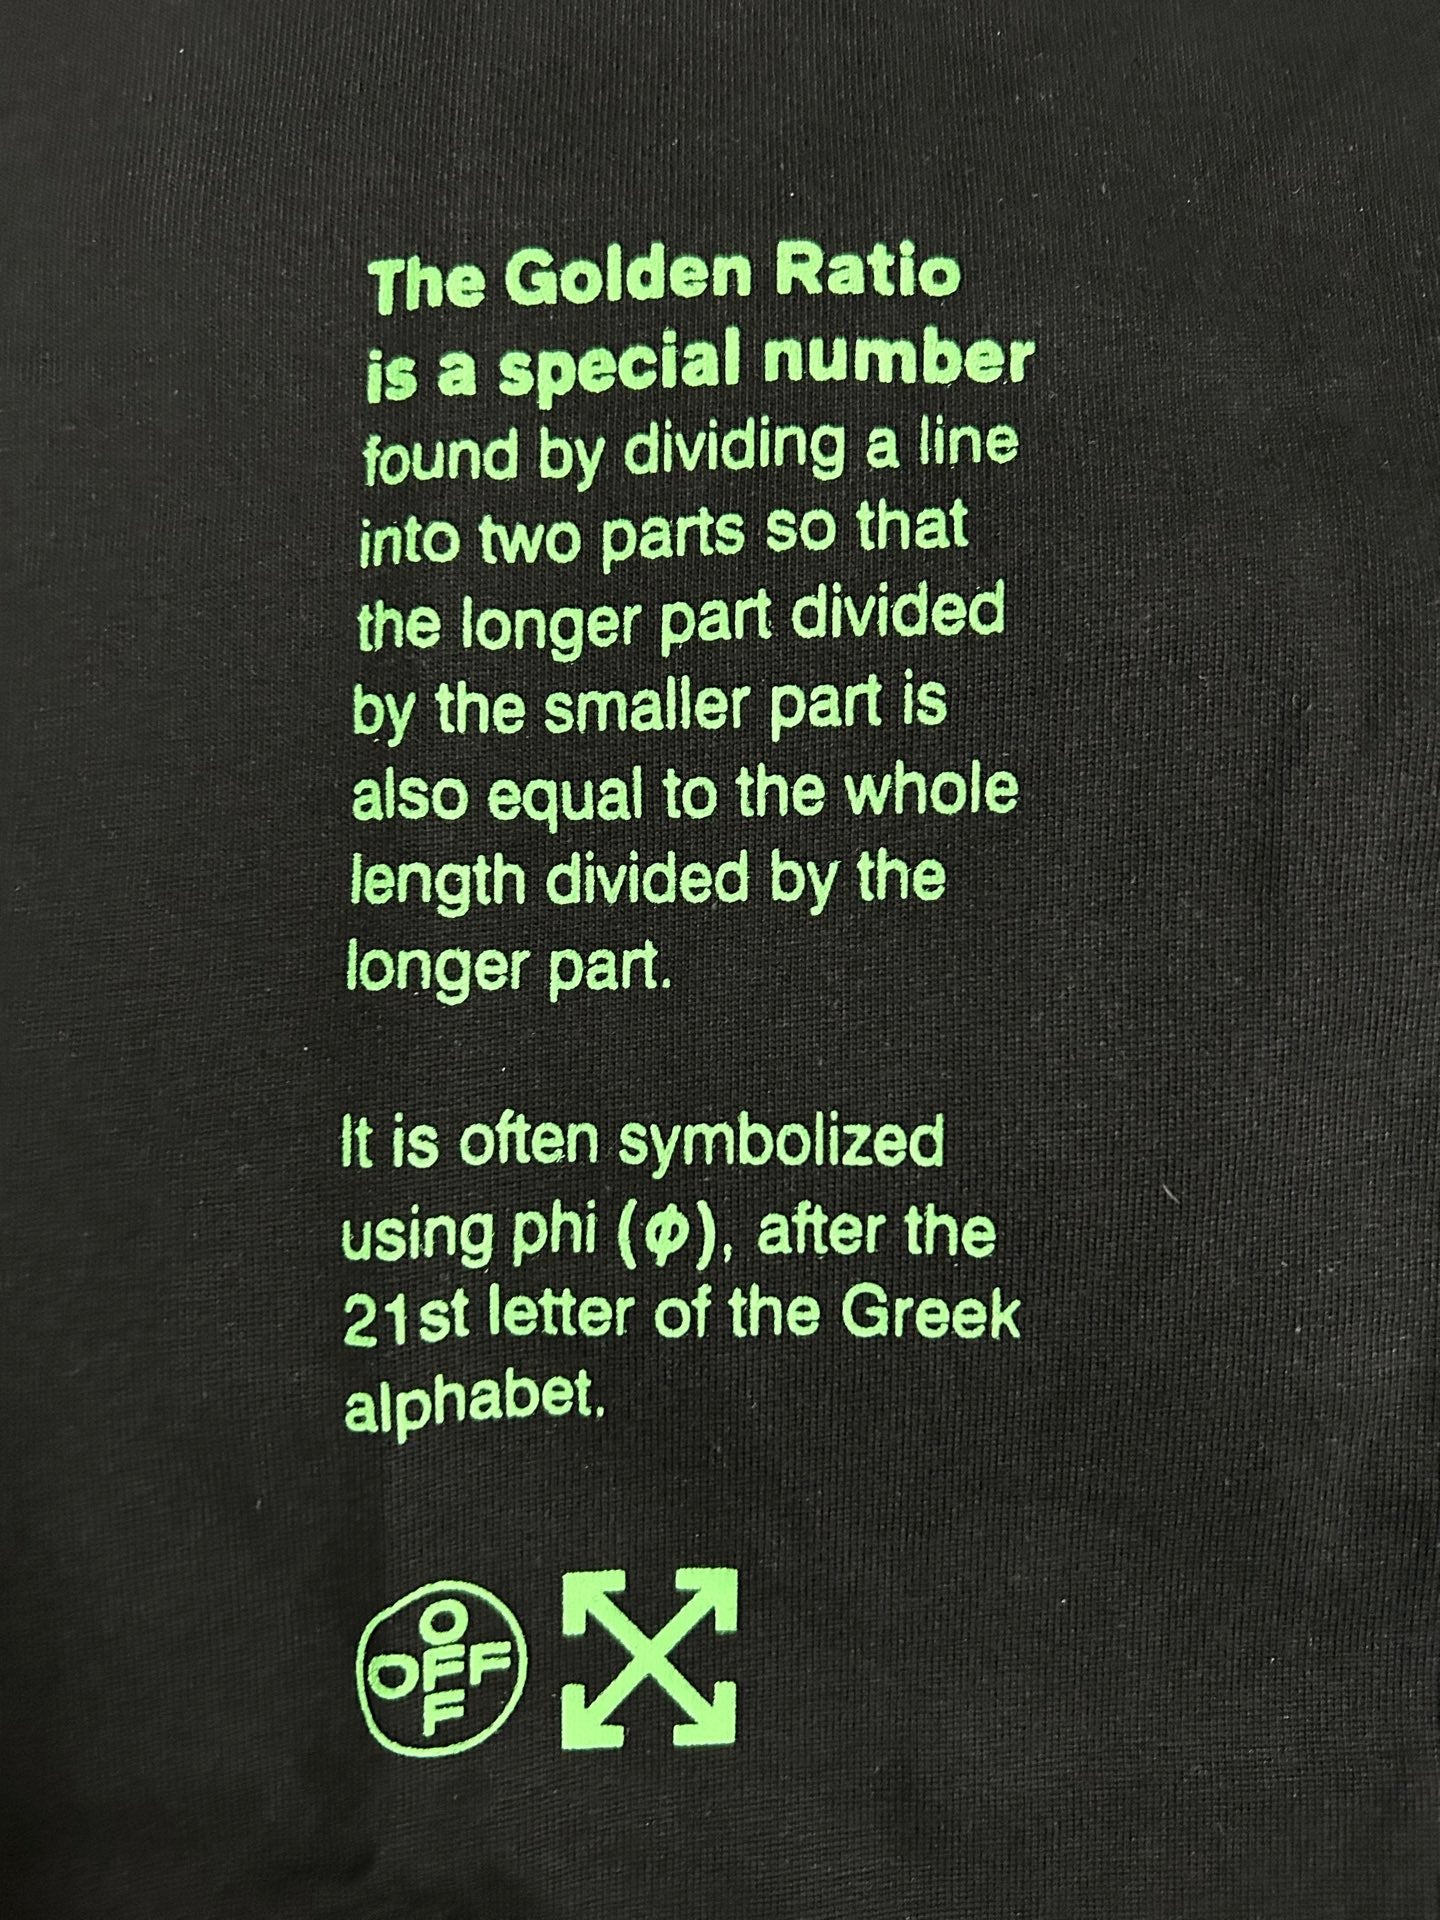 The Golden Ratio
is a special number
found by dividing a line
into two parts so that
the longer part divided
by the smaller part is
also equal to the whole
length divided by the
longer part.
It is often symbolized
using phi (ϕ), after the
21st letter of the Greek
alphabet.
O
OFF
F